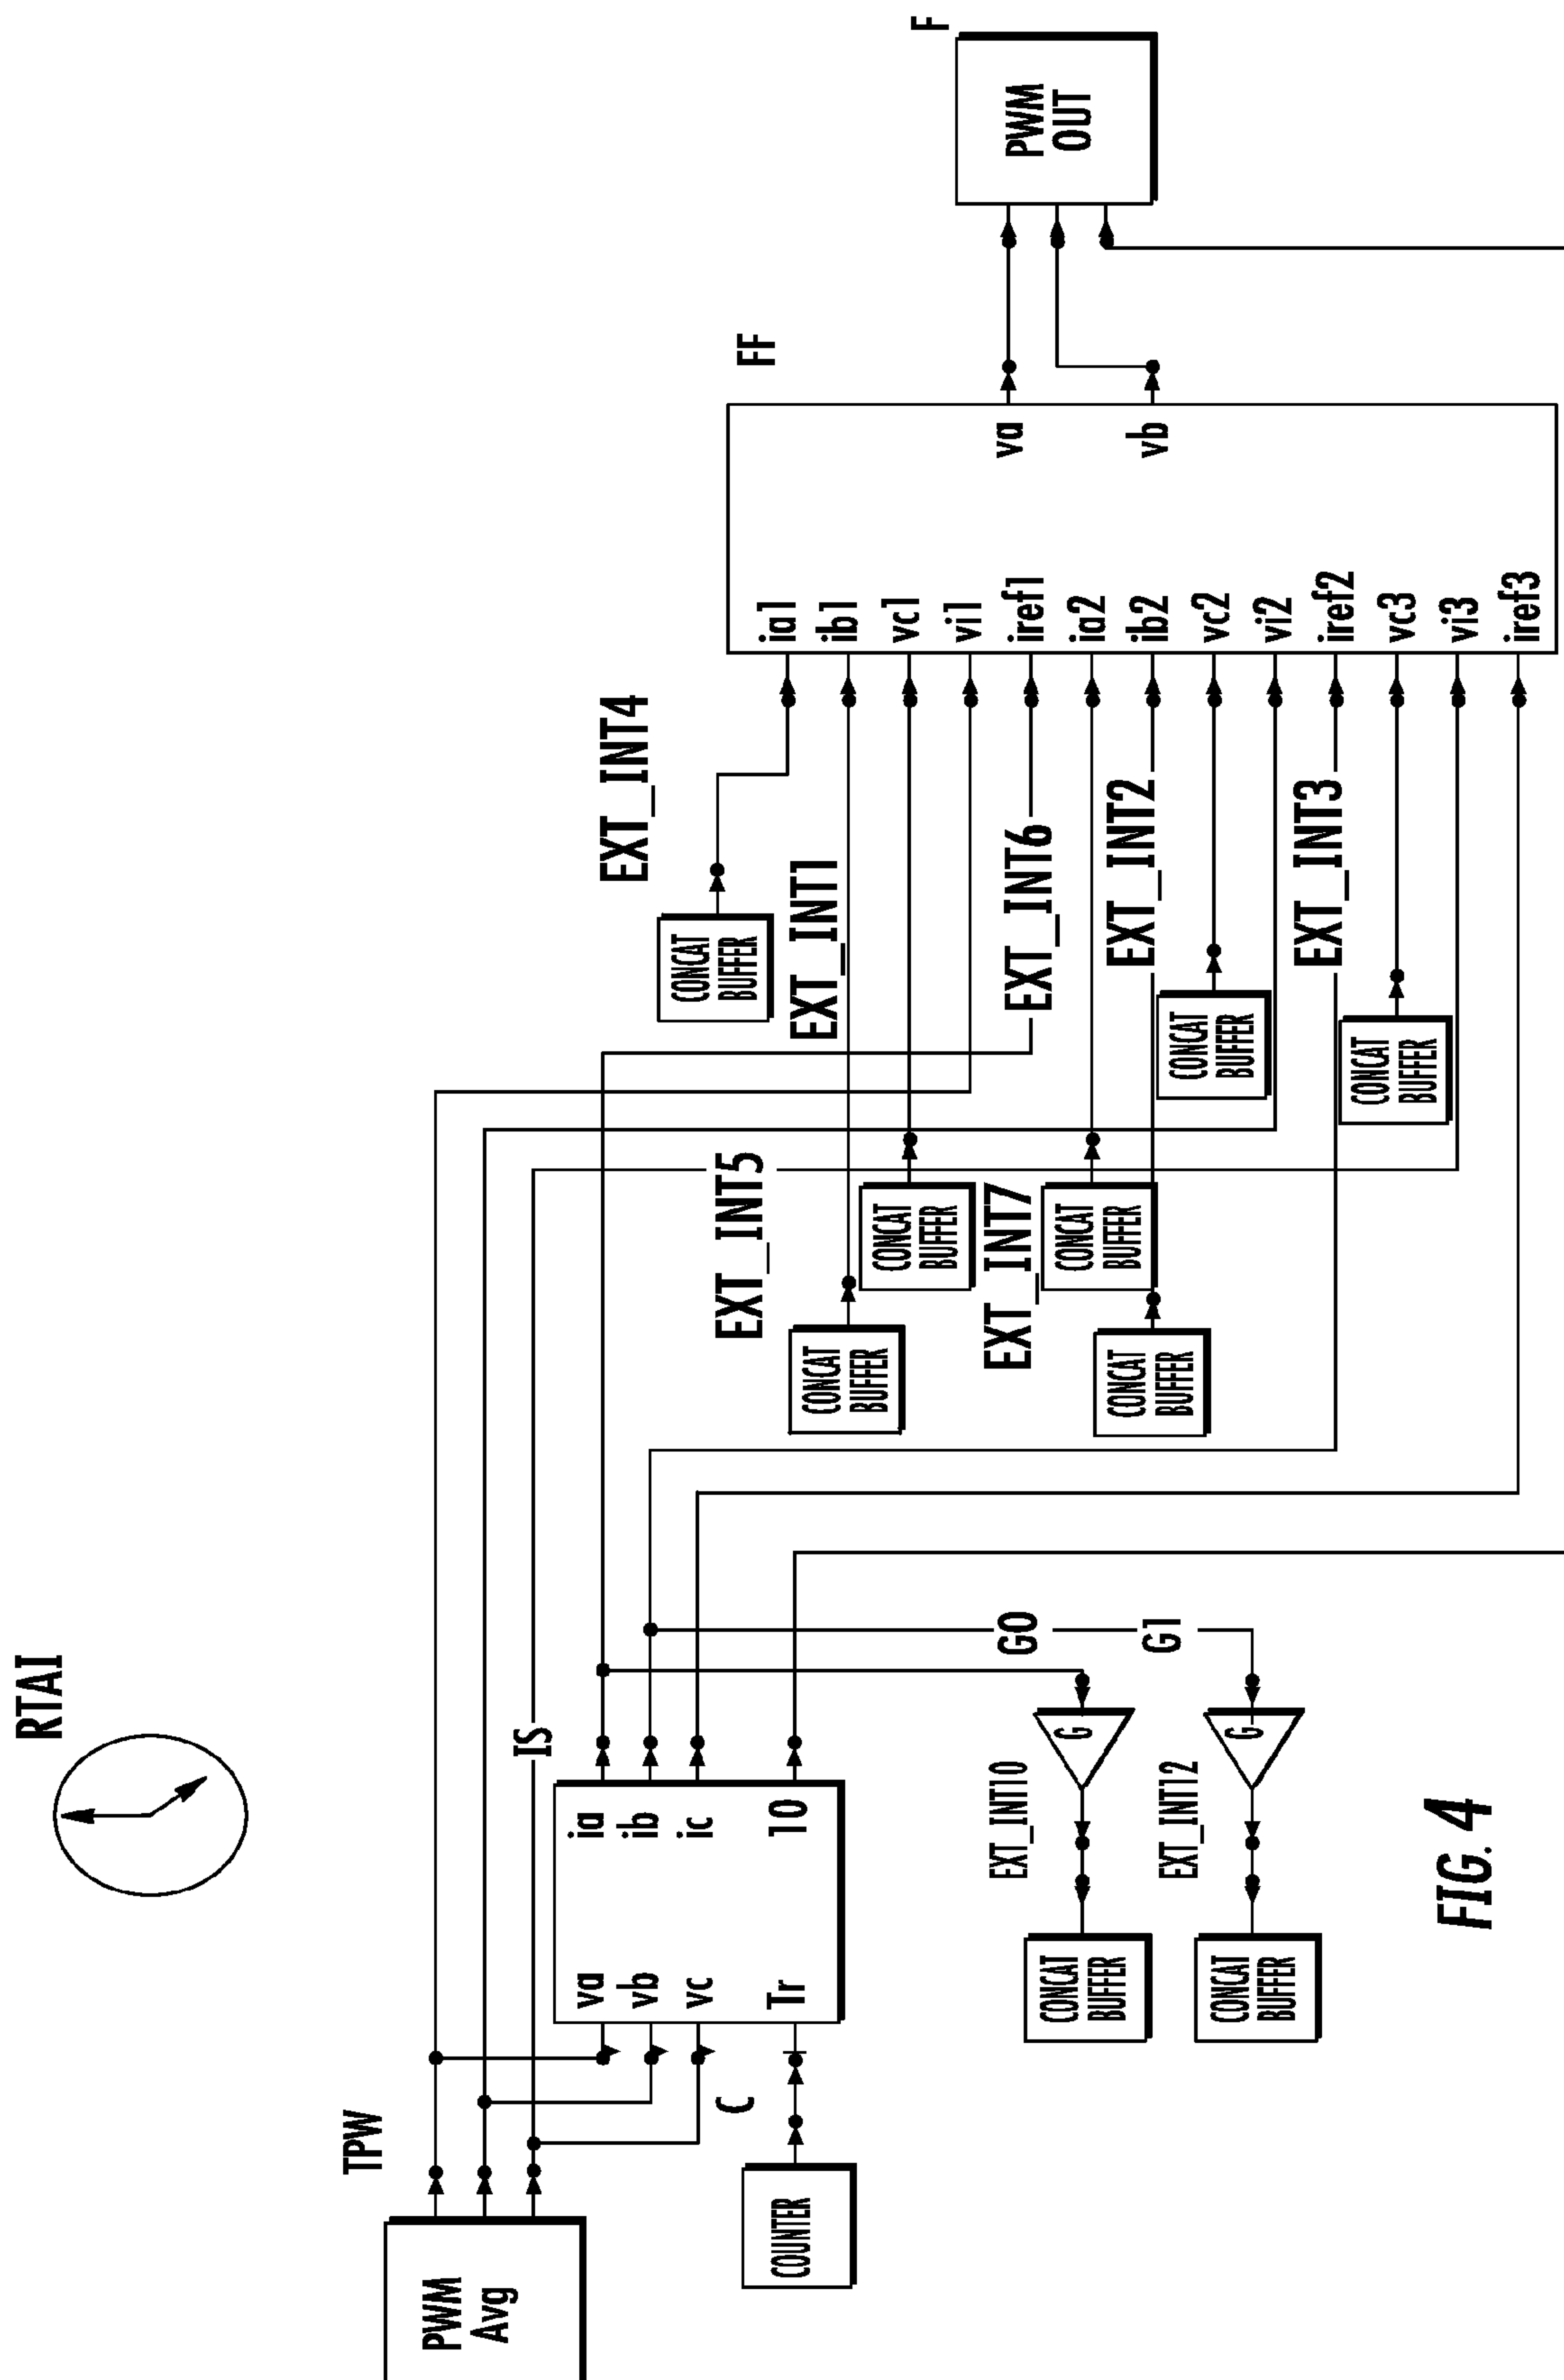 RTAI
TPW
PWM
Avg
IS
va
vb
vc
Tr
ia
ib
ic
10
C
COUNTER
G0
G1
G
G
EXT_INT10
EXT_INT12
CONCAT
BUFFER
CONCAT
BUFFER
EXT_INT4
CONCAT
BUFFER
EXT_INT1
EXT_INT5
CONCAT
BUFFER
CONCAT
BUFFER
EXT_INT6
EXT_INT7
CONCAT
BUFFER
EXT_INT2
CONCAT
BUFFER
CONCAT
BUFFER
EXT_INT3
CONCAT
BUFFER
FF
ia1
ib1
vc1
vi1
iref1
ia2
ib2
vc2
vi2
iref2
vc3
vi3
iref3
va
vb
F
PWM
OUT
FIG. 4